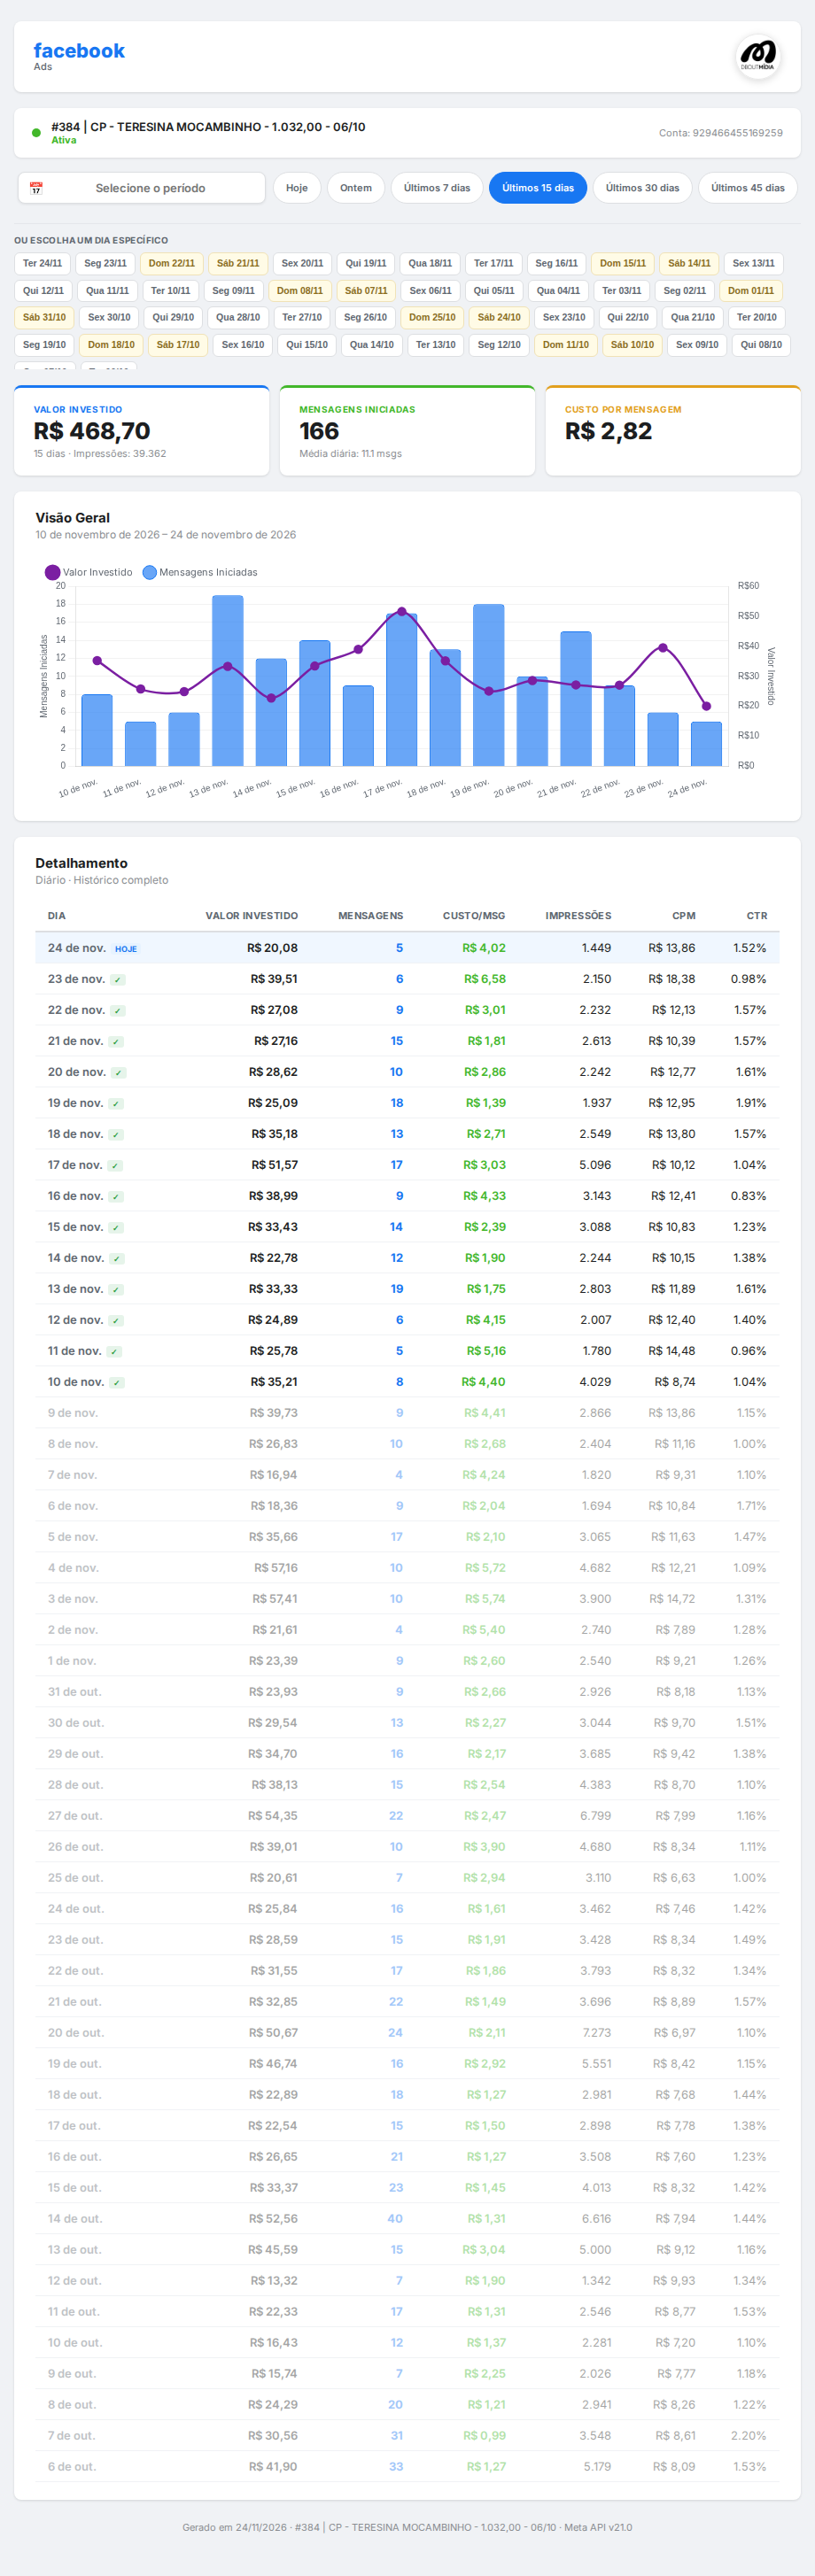 facebook
Ads
DBOUTMÍDIA
#384 | CP - TERESINA MOCAMBINHO - 1.032,00 - 06/10
Ativa
Conta: 929466455169259
📅 Selecione o período Hoje Ontem Últimos 7 dias Últimos 15 dias Últimos 30 dias Últimos 45 dias
OU ESCOLHA UM DIA ESPECÍFICO
Ter 24/11 Seg 23/11 Dom 22/11 Sáb 21/11 Sex 20/11 Qui 19/11 Qua 18/11 Ter 17/11 Seg 16/11 Dom 15/11 Sáb 14/11 Sex 13/11
Qui 12/11 Qua 11/11 Ter 10/11 Seg 09/11 Dom 08/11 Sáb 07/11 Sex 06/11 Qui 05/11 Qua 04/11 Ter 03/11 Seg 02/11 Dom 01/11
Sáb 31/10 Sex 30/10 Qui 29/10 Qua 28/10 Ter 27/10 Seg 26/10 Dom 25/10 Sáb 24/10 Sex 23/10 Qui 22/10 Qua 21/10 Ter 20/10
Seg 19/10 Dom 18/10 Sáb 17/10 Sex 16/10 Qui 15/10 Qua 14/10 Ter 13/10 Seg 12/10 Dom 11/10 Sáb 10/10 Sex 09/10 Qui 08/10
VALOR INVESTIDO
R$ 468,70
15 dias · Impressões: 39.362
MENSAGENS INICIADAS
166
Média diária: 11.1 msgs
CUSTO POR MENSAGEM
R$ 2,82
Visão Geral
10 de novembro de 2026 – 24 de novembro de 2026
Valor Investido Mensagens Iniciadas
Mensagens Iniciadas
20
18
16
14
12
10
8
6
4
2
0
R$60
R$50
R$40
R$30
R$20
R$10
R$0
Valor Investido
10 de nov. 11 de nov. 12 de nov. 13 de nov. 14 de nov. 15 de nov. 16 de nov. 17 de nov. 18 de nov. 19 de nov. 20 de nov. 21 de nov. 22 de nov. 23 de nov. 24 de nov.
Detalhamento
Diário · Histórico completo
DIA VALOR INVESTIDO MENSAGENS CUSTO/MSG IMPRESSÕES CPM CTR
24 de nov. HOJE R$ 20,08 5 R$ 4,02 1.449 R$ 13,86 1.52%
23 de nov. ✓ R$ 39,51 6 R$ 6,58 2.150 R$ 18,38 0.98%
22 de nov. ✓ R$ 27,08 9 R$ 3,01 2.232 R$ 12,13 1.57%
21 de nov. ✓ R$ 27,16 15 R$ 1,81 2.613 R$ 10,39 1.57%
20 de nov. ✓ R$ 28,62 10 R$ 2,86 2.242 R$ 12,77 1.61%
19 de nov. ✓ R$ 25,09 18 R$ 1,39 1.937 R$ 12,95 1.91%
18 de nov. ✓ R$ 35,18 13 R$ 2,71 2.549 R$ 13,80 1.57%
17 de nov. ✓ R$ 51,57 17 R$ 3,03 5.096 R$ 10,12 1.04%
16 de nov. ✓ R$ 38,99 9 R$ 4,33 3.143 R$ 12,41 0.83%
15 de nov. ✓ R$ 33,43 14 R$ 2,39 3.088 R$ 10,83 1.23%
14 de nov. ✓ R$ 22,78 12 R$ 1,90 2.244 R$ 10,15 1.38%
13 de nov. ✓ R$ 33,33 19 R$ 1,75 2.803 R$ 11,89 1.61%
12 de nov. ✓ R$ 24,89 6 R$ 4,15 2.007 R$ 12,40 1.40%
11 de nov. ✓ R$ 25,78 5 R$ 5,16 1.780 R$ 14,48 0.96%
10 de nov. ✓ R$ 35,21 8 R$ 4,40 4.029 R$ 8,74 1.04%
9 de nov. R$ 39,73 9 R$ 4,41 2.866 R$ 13,86 1.15%
8 de nov. R$ 26,83 10 R$ 2,68 2.404 R$ 11,16 1.00%
7 de nov. R$ 16,94 4 R$ 4,24 1.820 R$ 9,31 1.10%
6 de nov. R$ 18,36 9 R$ 2,04 1.694 R$ 10,84 1.71%
5 de nov. R$ 35,66 17 R$ 2,10 3.065 R$ 11,63 1.47%
4 de nov. R$ 57,16 10 R$ 5,72 4.682 R$ 12,21 1.09%
3 de nov. R$ 57,41 10 R$ 5,74 3.900 R$ 14,72 1.31%
2 de nov. R$ 21,61 4 R$ 5,40 2.740 R$ 7,89 1.28%
1 de nov. R$ 23,39 9 R$ 2,60 2.540 R$ 9,21 1.26%
31 de out. R$ 23,93 9 R$ 2,66 2.926 R$ 8,18 1.13%
30 de out. R$ 29,54 13 R$ 2,27 3.044 R$ 9,70 1.51%
29 de out. R$ 34,70 16 R$ 2,17 3.685 R$ 9,42 1.38%
28 de out. R$ 38,13 15 R$ 2,54 4.383 R$ 8,70 1.10%
27 de out. R$ 54,35 22 R$ 2,47 6.799 R$ 7,99 1.16%
26 de out. R$ 39,01 10 R$ 3,90 4.680 R$ 8,34 1.11%
25 de out. R$ 20,61 7 R$ 2,94 3.110 R$ 6,63 1.00%
24 de out. R$ 25,84 16 R$ 1,61 3.462 R$ 7,46 1.42%
23 de out. R$ 28,59 15 R$ 1,91 3.428 R$ 8,34 1.49%
22 de out. R$ 31,55 17 R$ 1,86 3.793 R$ 8,32 1.34%
21 de out. R$ 32,85 22 R$ 1,49 3.696 R$ 8,89 1.57%
20 de out. R$ 50,67 24 R$ 2,11 7.273 R$ 6,97 1.10%
19 de out. R$ 46,74 16 R$ 2,92 5.551 R$ 8,42 1.15%
18 de out. R$ 22,89 18 R$ 1,27 2.981 R$ 7,68 1.44%
17 de out. R$ 22,54 15 R$ 1,50 2.898 R$ 7,78 1.38%
16 de out. R$ 26,65 21 R$ 1,27 3.508 R$ 7,60 1.23%
15 de out. R$ 33,37 23 R$ 1,45 4.013 R$ 8,32 1.42%
14 de out. R$ 52,56 40 R$ 1,31 6.616 R$ 7,94 1.44%
13 de out. R$ 45,59 15 R$ 3,04 5.000 R$ 9,12 1.16%
12 de out. R$ 13,32 7 R$ 1,90 1.342 R$ 9,93 1.34%
11 de out. R$ 22,33 17 R$ 1,31 2.546 R$ 8,77 1.53%
10 de out. R$ 16,43 12 R$ 1,37 2.281 R$ 7,20 1.10%
9 de out. R$ 15,74 7 R$ 2,25 2.026 R$ 7,77 1.18%
8 de out. R$ 24,29 20 R$ 1,21 2.941 R$ 8,26 1.22%
7 de out. R$ 30,56 31 R$ 0,99 3.548 R$ 8,61 2.20%
6 de out. R$ 41,90 33 R$ 1,27 5.179 R$ 8,09 1.53%
Gerado em 24/11/2026 · #384 | CP - TERESINA MOCAMBINHO - 1.032,00 - 06/10 · Meta API v21.0